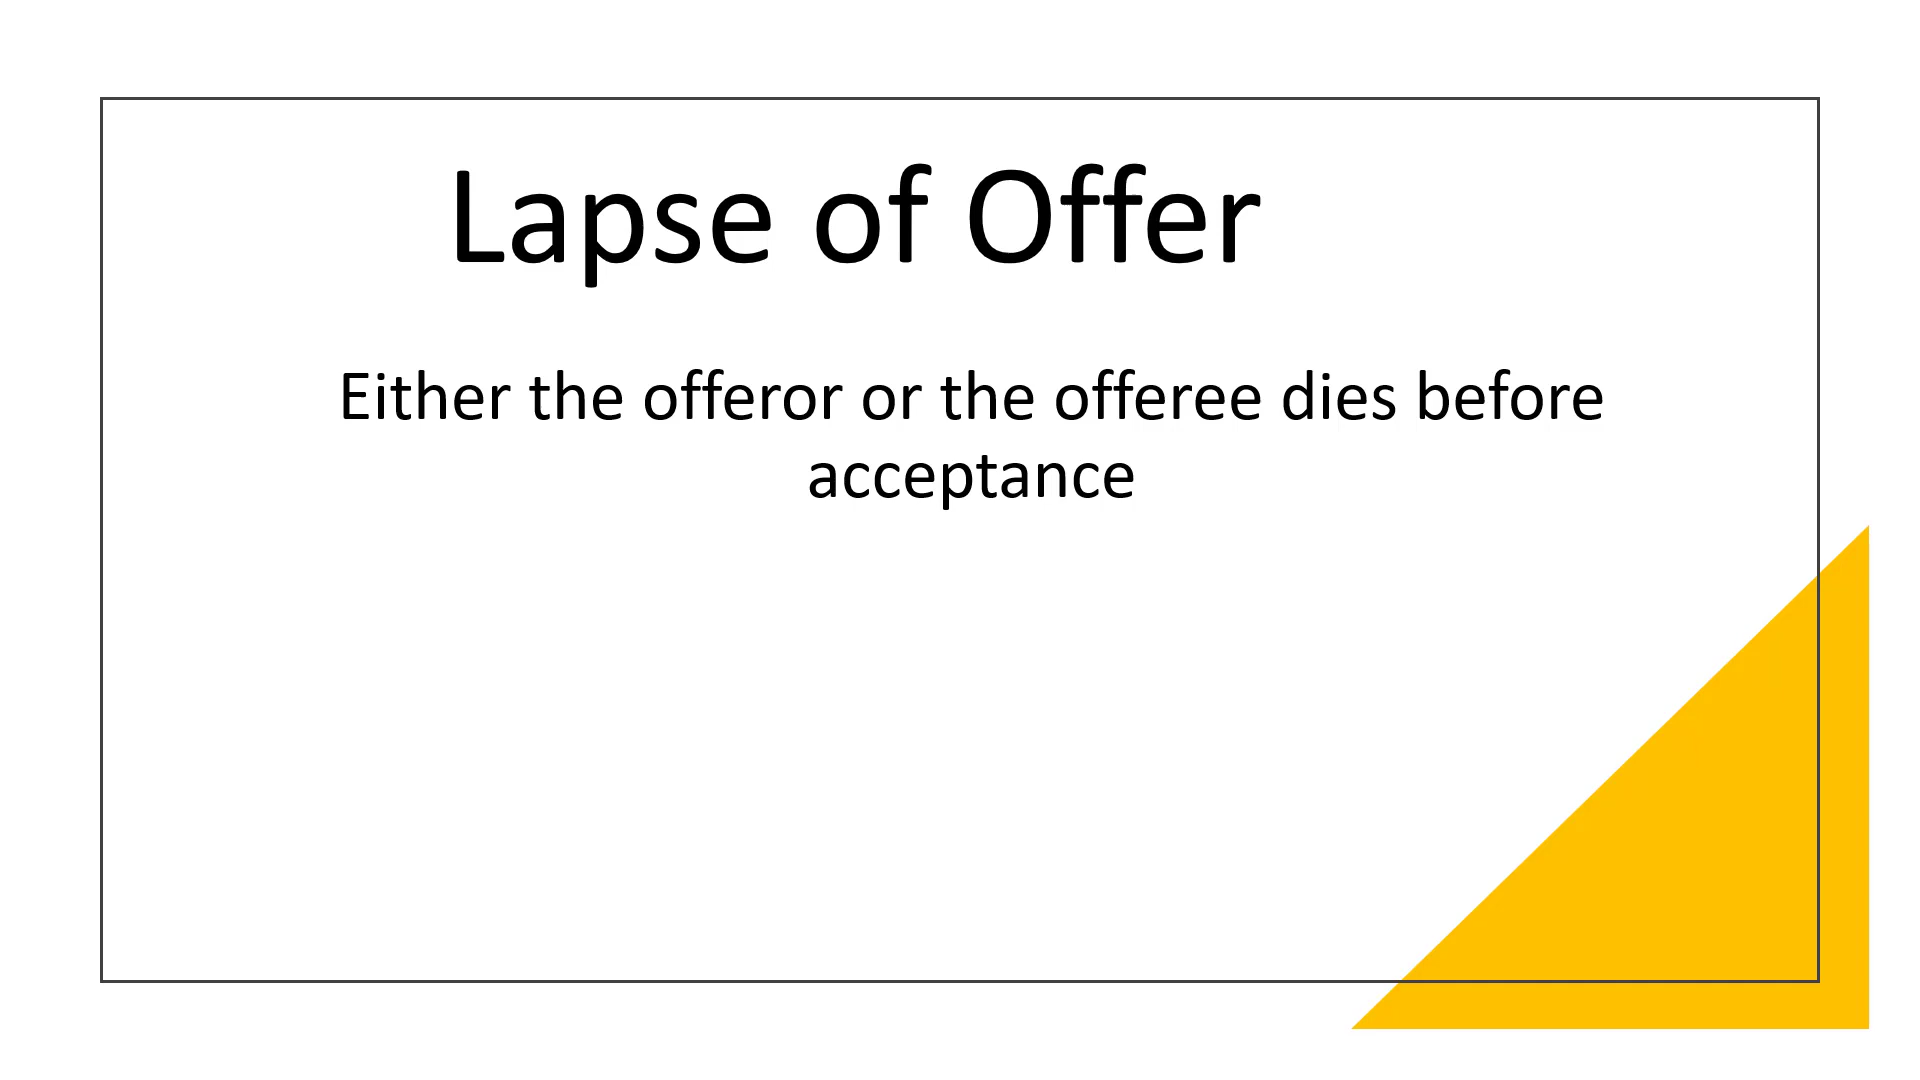 Lapse of Offer
Either the offeror or the offeree dies before
acceptance